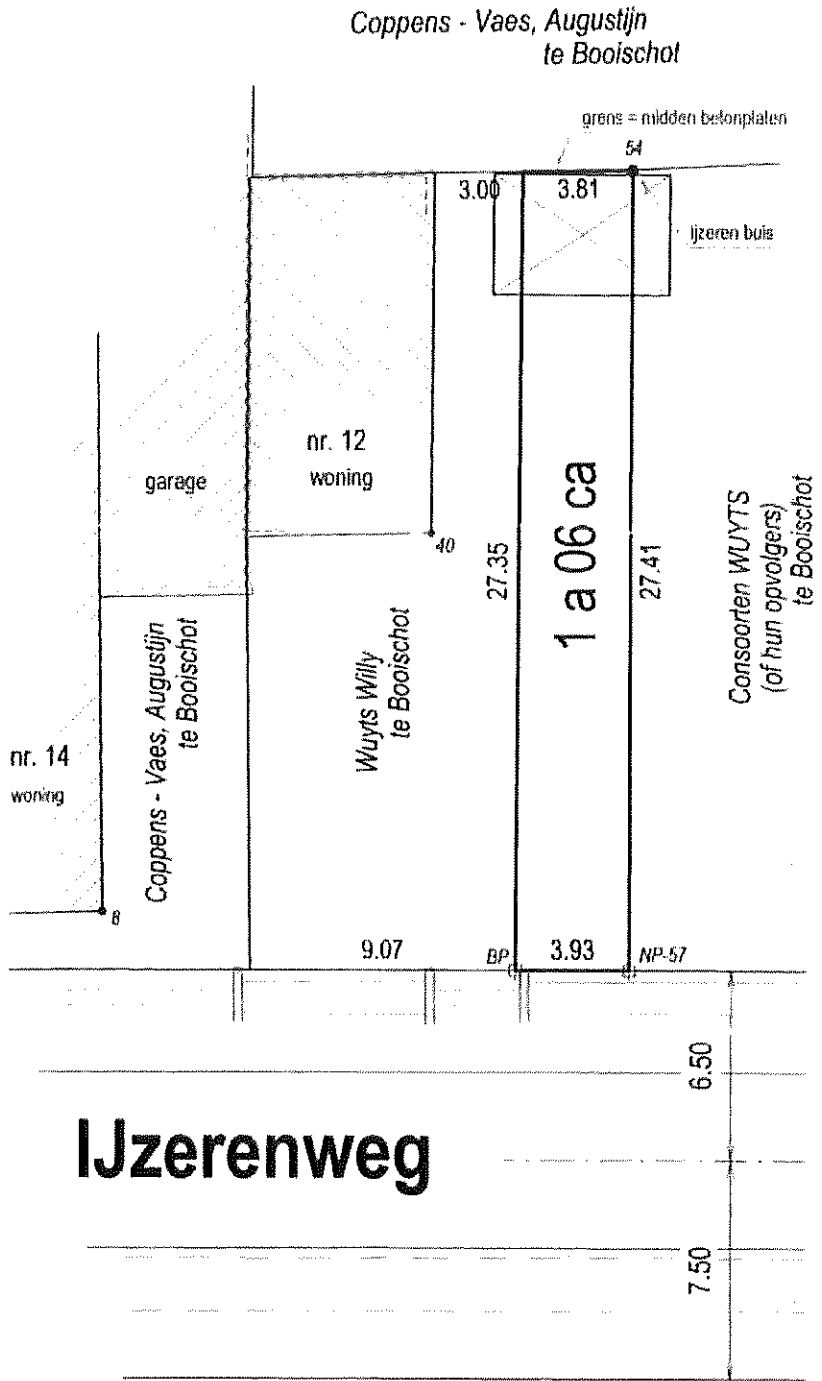 Coppens - Vaes, Augustijn
te Booischot
grens = midden betonplaten
54
3.00
3.81
Ijzeren buis
nr. 12
woning
garage
40
27.35
1 a 06 ca
27.41
Consoorten WUYTS
(of hun opvolgers)
te Booischot
Wuyts Willy
te Booischot
Coppens - Vaes, Augustijn
te Booischot
nr. 14
woning
8
9.07
BP
3.93
NP-57
6.50
IJzerenweg
7.50